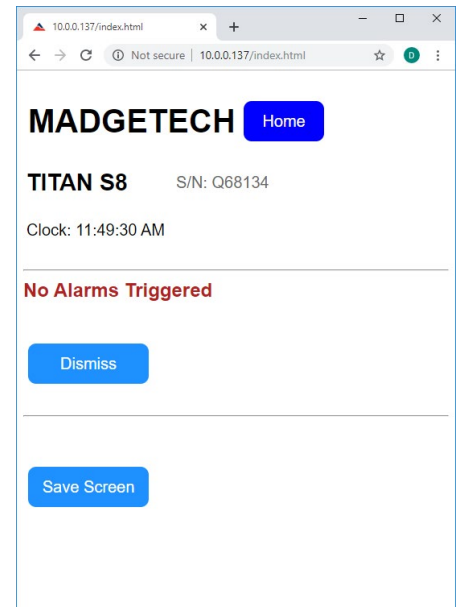 10.0.0.137/index.html
Not secure | 10.0.0.137/index.html
D
MADGETECH Home
TITAN S8 S/N: Q68134
Clock: 11:49:30 AM
No Alarms Triggered
Dismiss
Save Screen